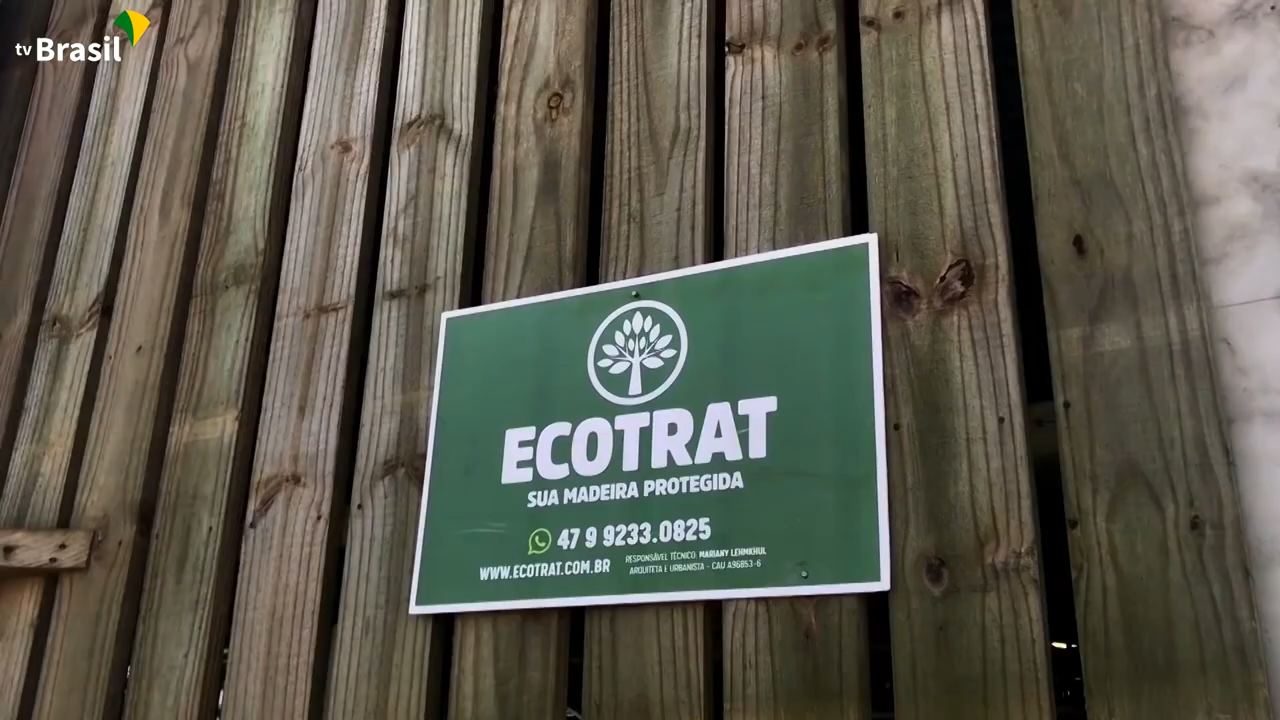 tv Brasil
ECOTRAT
SUA MADEIRA PROTEGIDA
47 9 9233.0825
WWW.ECOTRAT.COM.BR
RESPONSÁVEL TÉCNICO: MARIANY LEHMKHUL
ARQUITETA E URBANISTA - CAU A96853-6